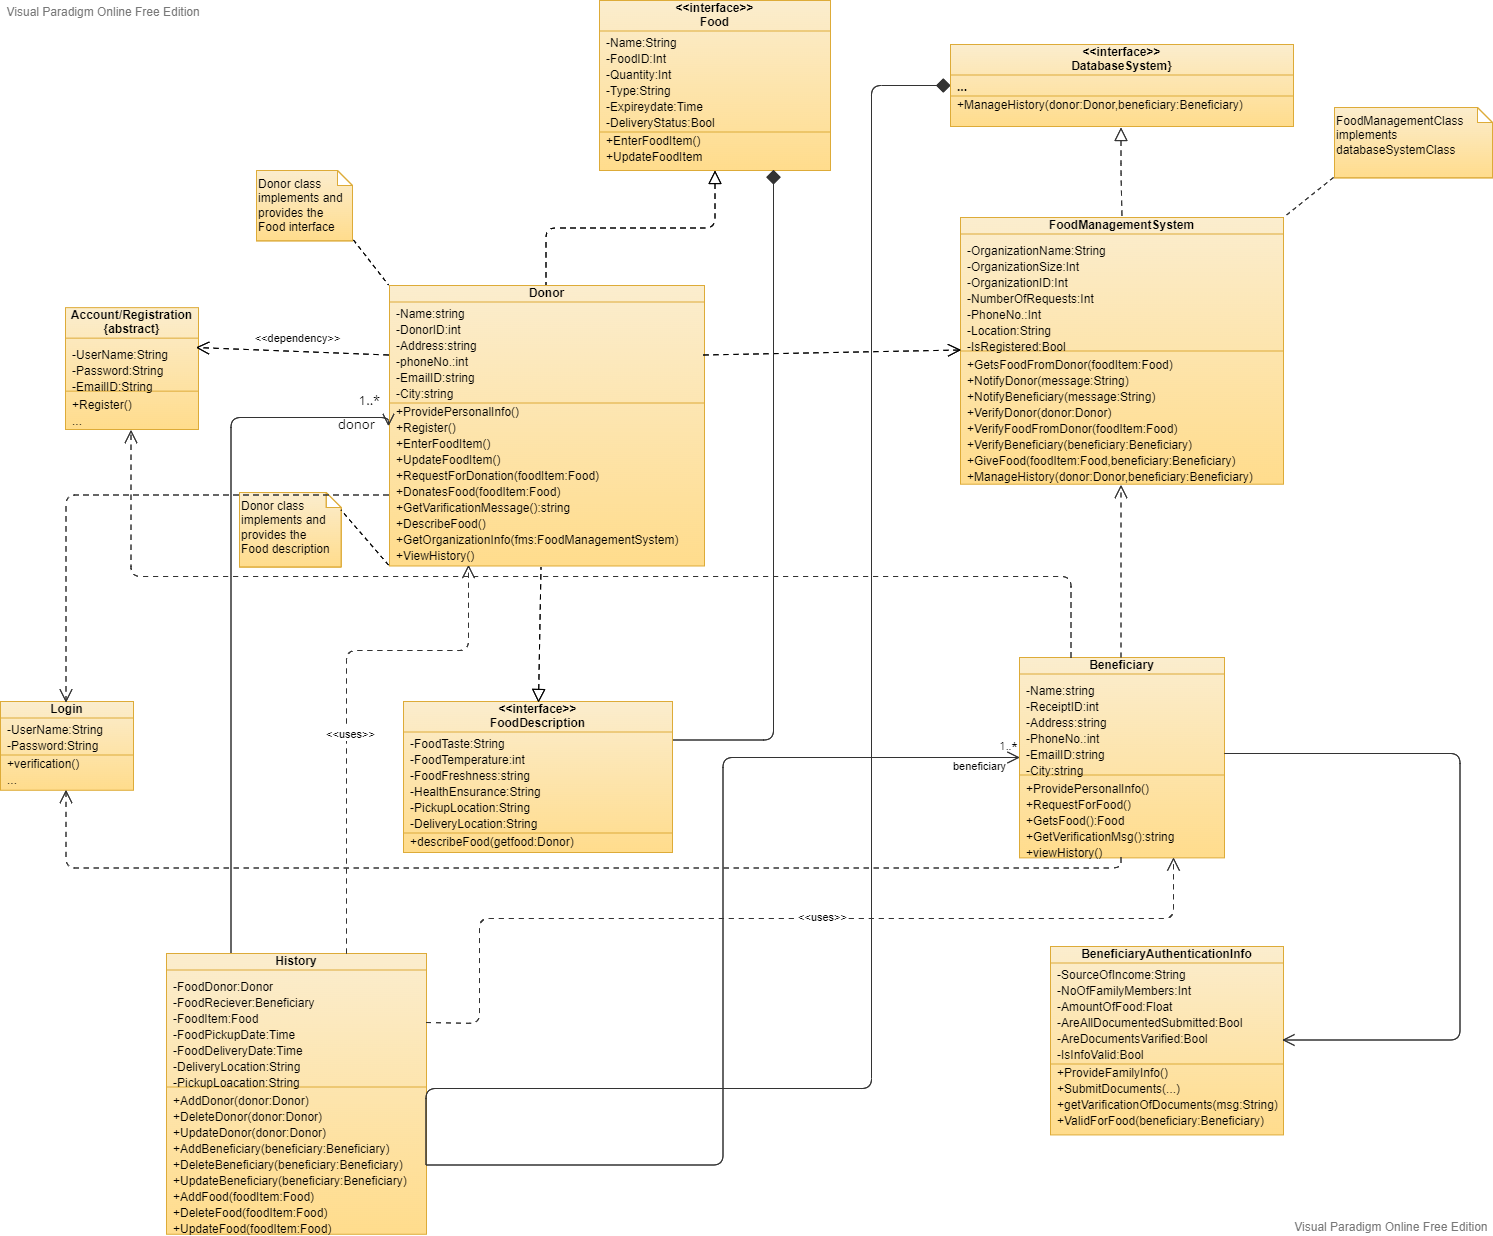 Visual Paradigm Online Free Edition
<<interface>>
Food
-Name:String
-FoodID:Int
-Quantity:Int
-Type:String
-Expireydate:Time
-DeliveryStatus:Bool
+EnterFoodItem()
+UpdateFoodItem
<<interface>>
DatabaseSystem}
...
+ManageHistory(donor:Donor,beneficiary:Beneficiary)
FoodManagementClass
implements
databaseSystemClass
Donor class
implements and
provides the
Food interface
FoodManagementSystem
-OrganizationName:String
-OrganizationSize:Int
-OrganizationID:Int
-NumberOfRequests:Int
-PhoneNo.:Int
-Location:String
-IsRegistered:Bool
+GetsFoodFromDonor(foodItem:Food)
+NotifyDonor(message:String)
+NotifyBeneficiary(message:String)
+VerifyDonor(donor:Donor)
+VerifyFoodFromDonor(foodItem:Food)
+VerifyBeneficiary(beneficiary:Beneficiary)
+GiveFood(foodItem:Food,beneficiary:Beneficiary)
+ManageHistory(donor:Donor,beneficiary:Beneficiary)
Donor
-Name:string
-DonorID:int
-Address:string
-phoneNo.:int
-EmailID:string
-City:string
+ProvidePersonalInfo()
+Register()
+EnterFoodItem()
+UpdateFoodItem()
+RequestForDonation(foodItem:Food)
+DonatesFood(foodItem:Food)
+GetVarificationMessage():string
+DescribeFood()
+GetOrganizationInfo(fms:FoodManagementSystem)
+ViewHistory()
Account/Registration
{abstract}
-UserName:String
-Password:String
-EmailID:String
+Register()
...
<<dependency>>
1..*
donor
Donor class
implements and
provides the
Food description
Login
-UserName:String
-Password:String
+verification()
...
<<uses>>
<<interface>>
FoodDescription
-FoodTaste:String
-FoodTemperature:int
-FoodFreshness:string
-HealthEnsurance:String
-PickupLocation:String
-DeliveryLocation:String
+describeFood(getfood:Donor)
Beneficiary
-Name:string
-ReceiptID:int
-Address:string
-PhoneNo.:int
-EmailID:string
-City:string
+ProvidePersonalInfo()
+RequestForFood()
+GetsFood():Food
+GetVerificationMsg():string
+viewHistory()
1..*
beneficiary
<<uses>>
History
-FoodDonor:Donor
-FoodReciever:Beneficiary
-FoodItem:Food
-FoodPickupDate:Time
-FoodDeliveryDate:Time
-DeliveryLocation:String
-PickupLoacation:String
+AddDonor(donor:Donor)
+DeleteDonor(donor:Donor)
+UpdateDonor(donor:Donor)
+AddBeneficiary(beneficiary:Beneficiary)
+DeleteBeneficiary(beneficiary:Beneficiary)
+UpdateBeneficiary(beneficiary:Beneficiary)
+AddFood(foodItem:Food)
+DeleteFood(foodItem:Food)
+UpdateFood(foodItem:Food)
BeneficiaryAuthenticationInfo
-SourceOfIncome:String
-NoOfFamilyMembers:Int
-AmountOfFood:Float
-AreAllDocumentedSubmitted:Bool
-AreDocumentsVarified:Bool
-IsInfoValid:Bool
+ProvideFamilyInfo()
+SubmitDocuments(...)
+getVarificationOfDocuments(msg:String)
+ValidForFood(beneficiary:Beneficiary)
Visual Paradigm Online Free Edition